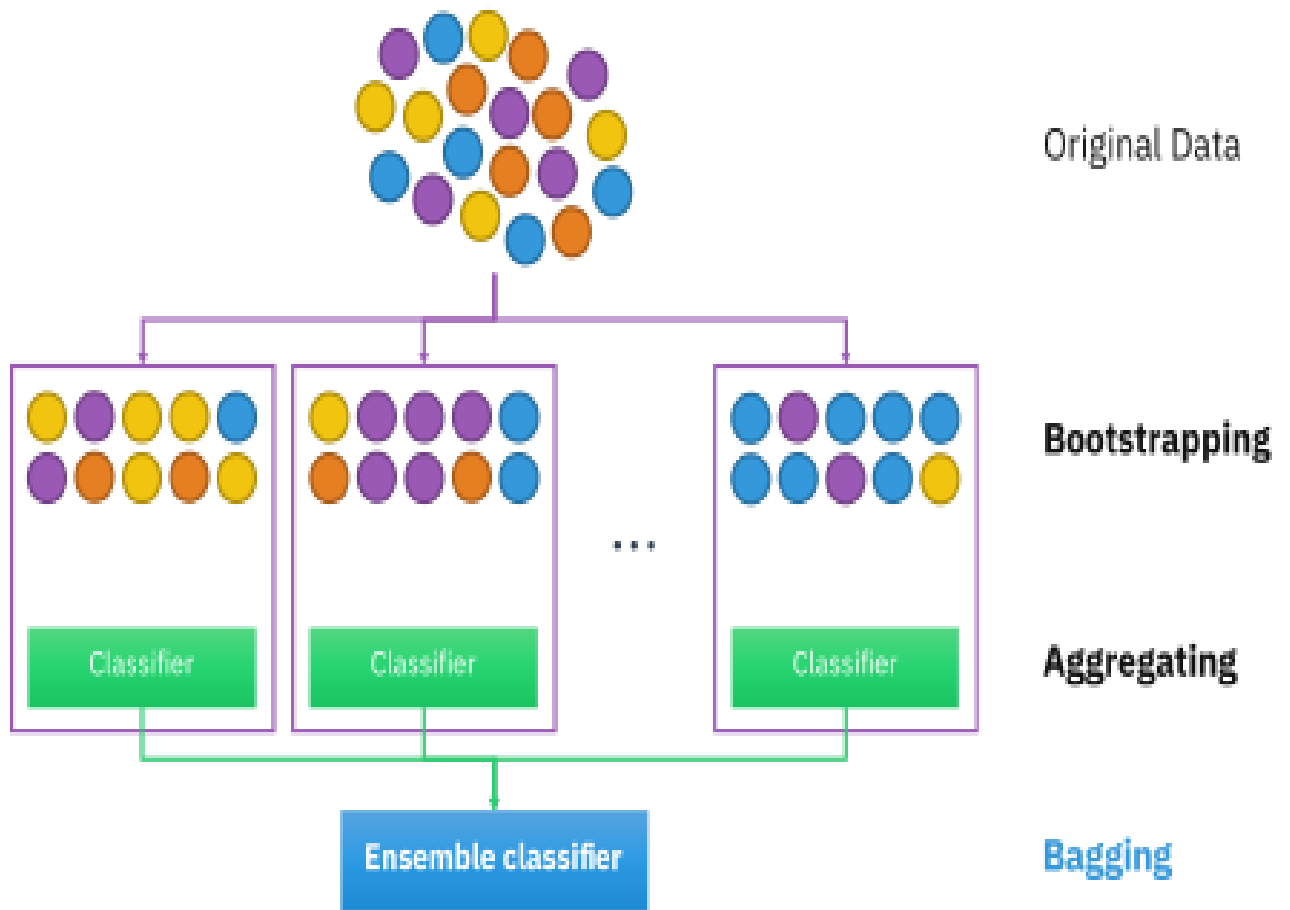 Original Data
Bootstrapping
...
Classifier
Classifier
Classifier
Aggregating
Ensemble classifier
Bagging